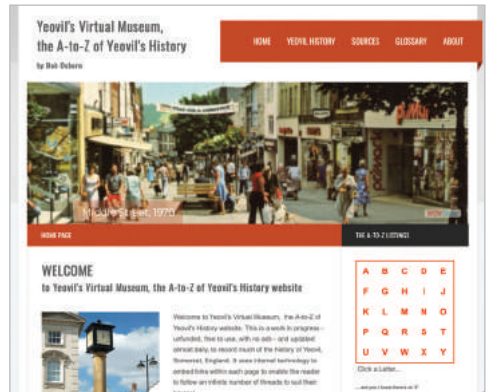 Yeovil's Virtual Museum,
the A-to-Z of Yeovil's History
by Bob Osborn
HOME YEOVIL HISTORY SOURCES GLOSSARY ABOUT
Middle Street, 1970
HOME PAGE
THE A-TO-Z LISTINGS
WELCOME
to Yeovil's Virtual Museum, the A-to-Z of Yeovil's History website
Welcome to Yeovil's Virtual Museum, the A-to-Z of
Yeovil's History website. This is a work in progress -
unfunded, free to use, with no ads - and updated
almost daily, to record much of the history of Yeovil,
Somerset, England. It uses internet technology to
embed links within each page to enable the reader
to follow an infinite number of threads to suit their
A B C D E
F G H I J
K L M N O
P Q R S T
U V W X Y
Click a Letter...